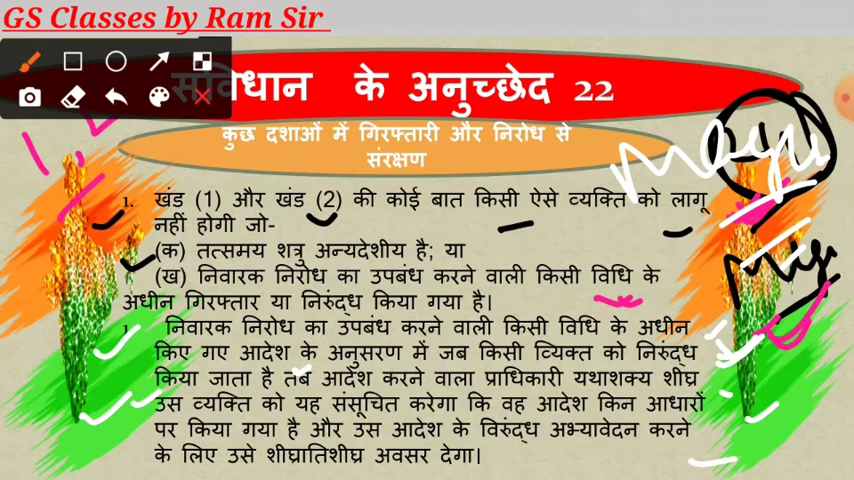 GS Classes by Ram Sir
संविधान के अनुच्छेद 22
कुछ दशाओं में गिरफ्तारी और निरोध से
संरक्षण
1. खंड (1) और खंड (2) की कोई बात किसी ऐसे व्यक्ति को लागू
नहीं होगी जो-
(क) तत्समय शत्रु अन्यदेशीय है; या
(ख) निवारक निरोध का उपबंध करने वाली किसी विधि के
अधीन गिरफ्तार या निरुंद्ध किया गया है।
1 निवारक निरोध का उपबंध करने वाली किसी विधि के अधीन
किए गए आदेश के अनुसरण में जब किसी व्यिक्त को निरुंद्ध
किया जाता है तब आदेश करने वाला प्राधिकारी यथाशक्य शीघ्र
उस व्यक्ति को यह संसूचित करेगा कि वह आदेश किन आधारों
पर किया गया है और उस आदेश के विरुंद्ध अभ्यावेदन करने
के लिए उसे शीघ्रातिशीघ्र अवसर देगा।